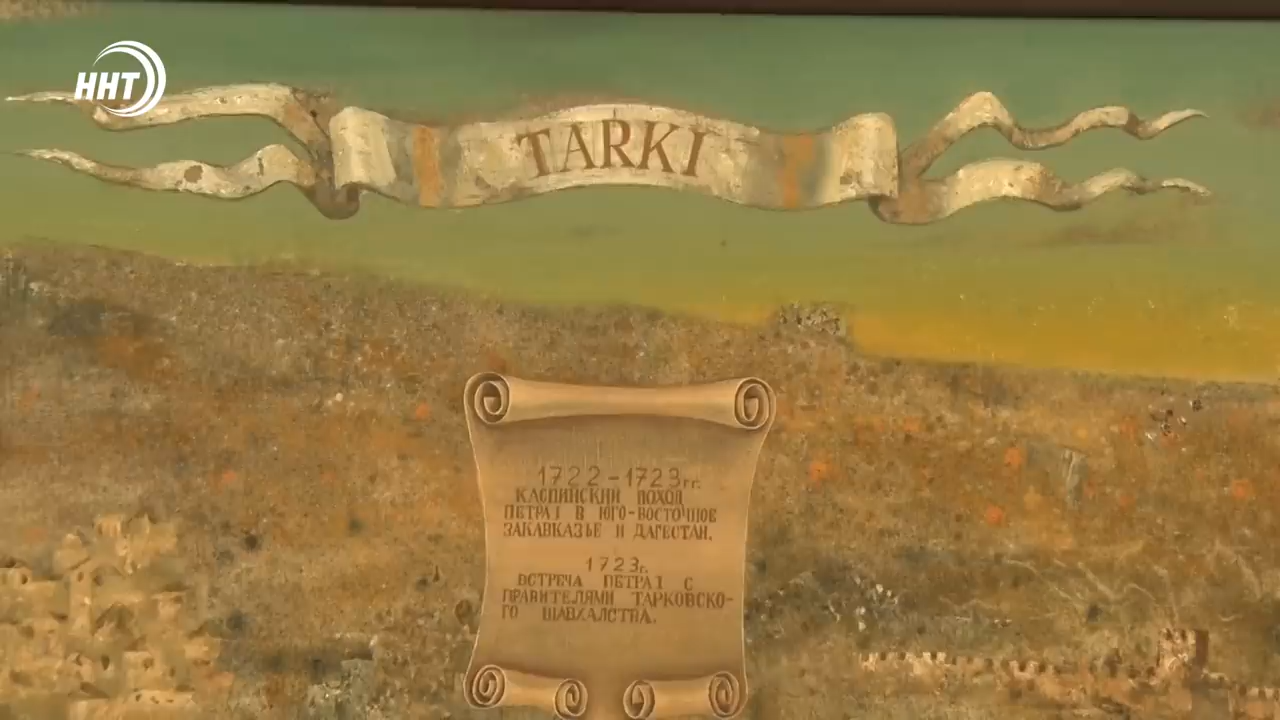 ННТ
TARKI
1722-1723гг.
КАСПИЙСКИЙ ПОХОД
ПЕТРА I В ЮГО-ВОСТОЧНОЕ
ЗАКАВКАЗЬЕ И ДАГЕСТАН.
1723г.
ВСТРЕЧА ПЕТРА I С
ПРАВИТЕЛЯМИ ТАРКОВСКО-
ГО ШАВХАЛСТВА.